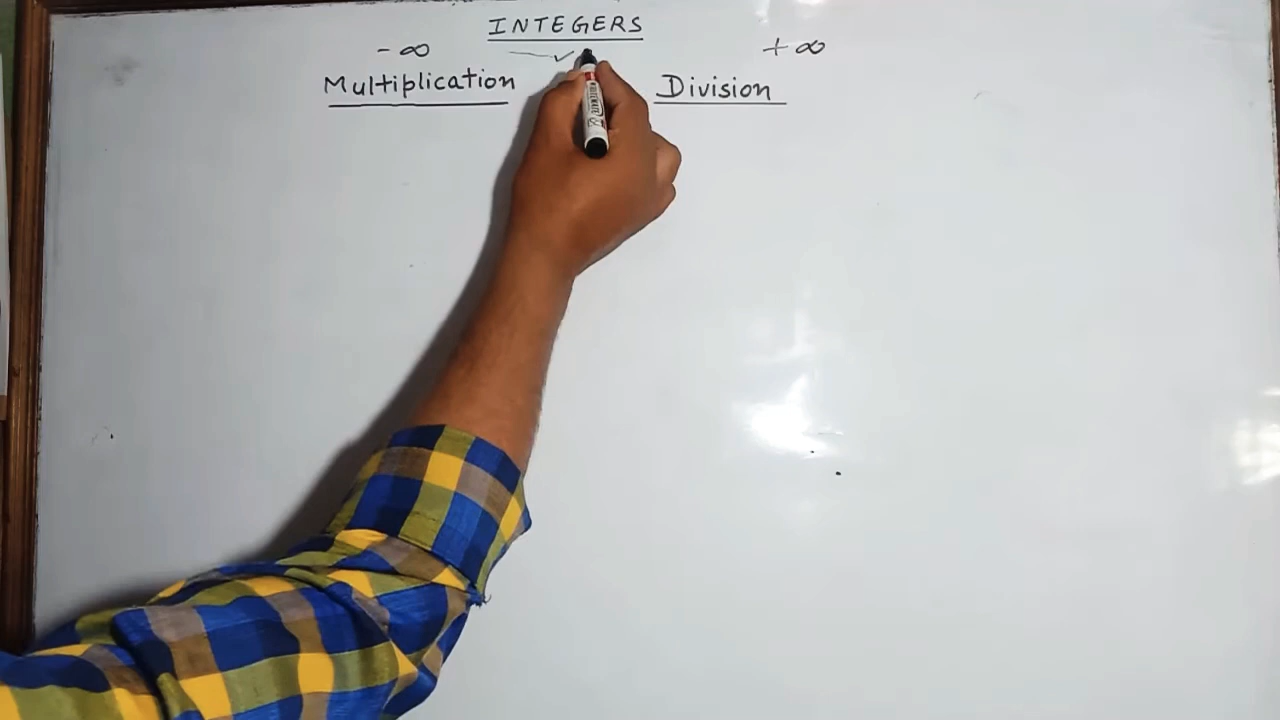 INTEGERS
- ∞ + ∞
Multiplication Division